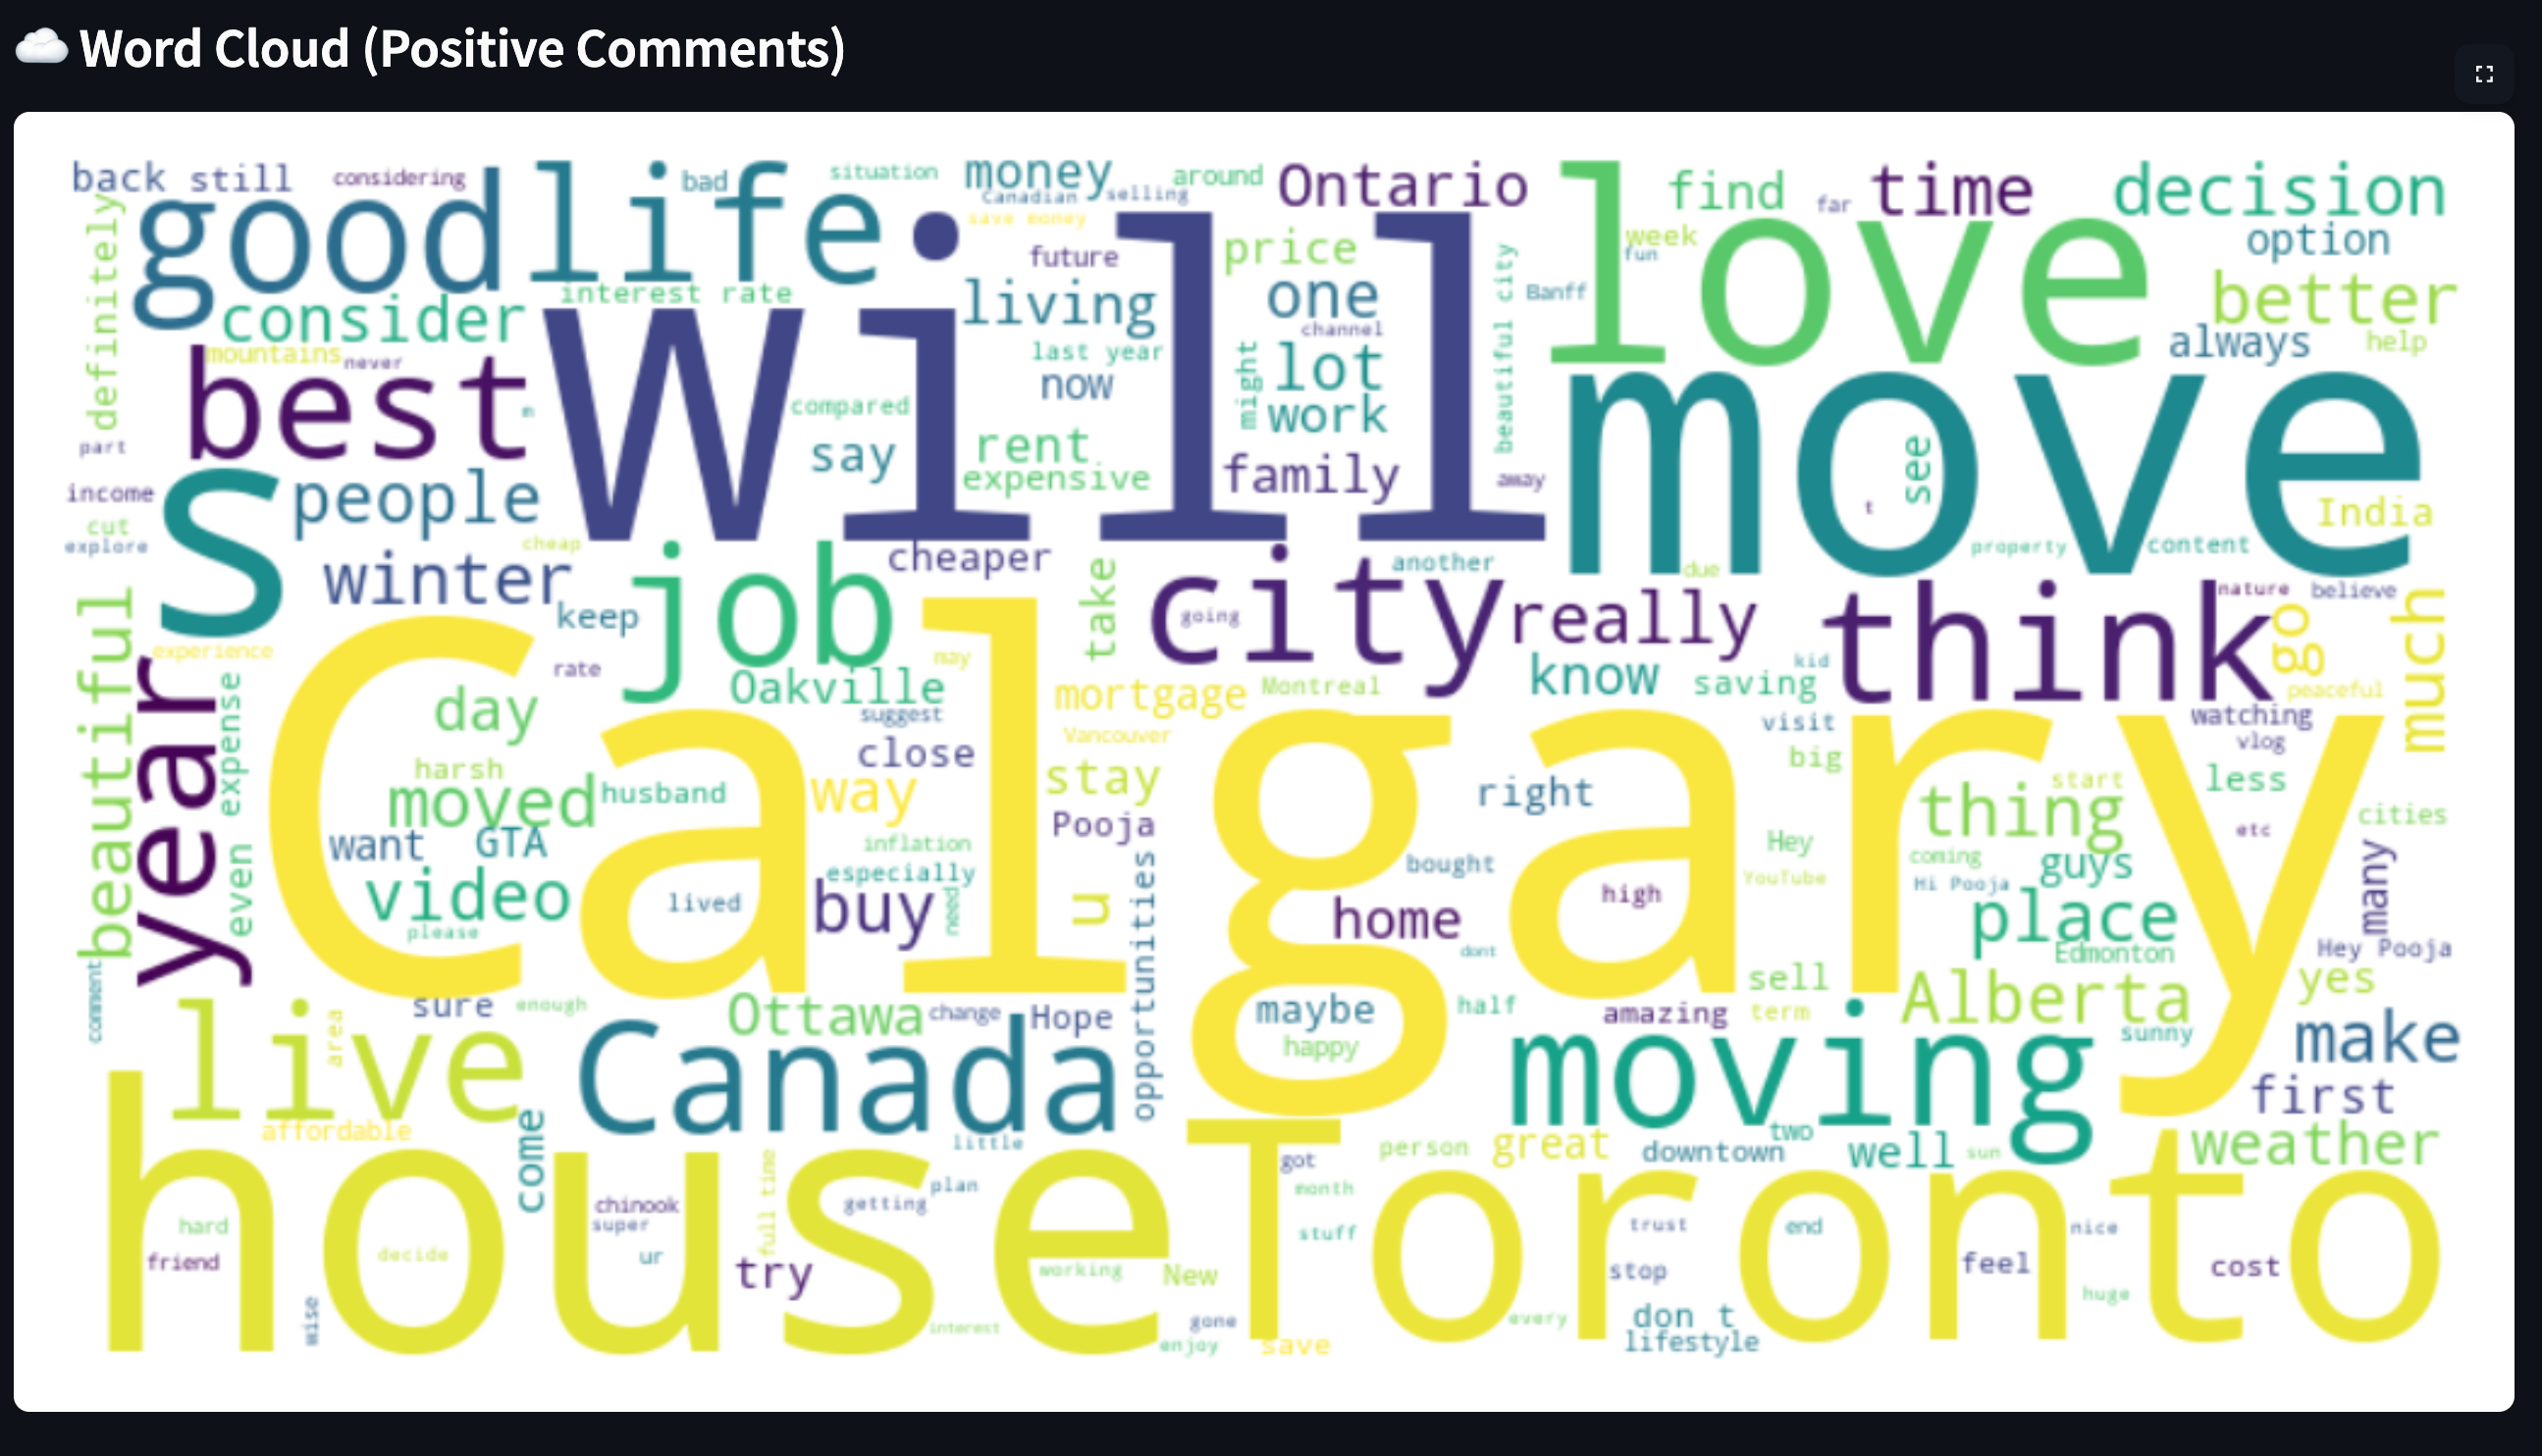 Word Cloud (Positive Comments)
back still considering bad situation money Canadian selling around Ontario find far time decision
good life save money love week fun option
definitely consider interest rate future living price one channel Banff better always help
mountains never best will last year now lot work might beautiful city move see
part compared say rent expensive family away t m
income s people India
cut explore winter cheap job cheaper another due property content
keep take city going really think nature believe go much
beautiful year experience rate Oakville may mortgage Montreal know saving kid peaceful
expense day suggest Vancouver visit watching vlog
Calgary close big
harsh moved husband way stay right thing start less cities
want GTA Pooja inflation Hey guys etc
even video lived especially bought high YouTube coming Hi Pooja many
please buy need u opportunities home dont place Edmonton Hey Pooja
comment sure enough Ottawa change Hope maybe half amazing sell term Alberta yes
live area Canada happy moving sunny make
affordable come little first
house Toronto person great downtown two well sun weather
chinook super ur full time getting plan got month trust end nice
hard friend decide try working New stuff stop feel cost
wise interest gone enjoy save every don t lifestyle huge